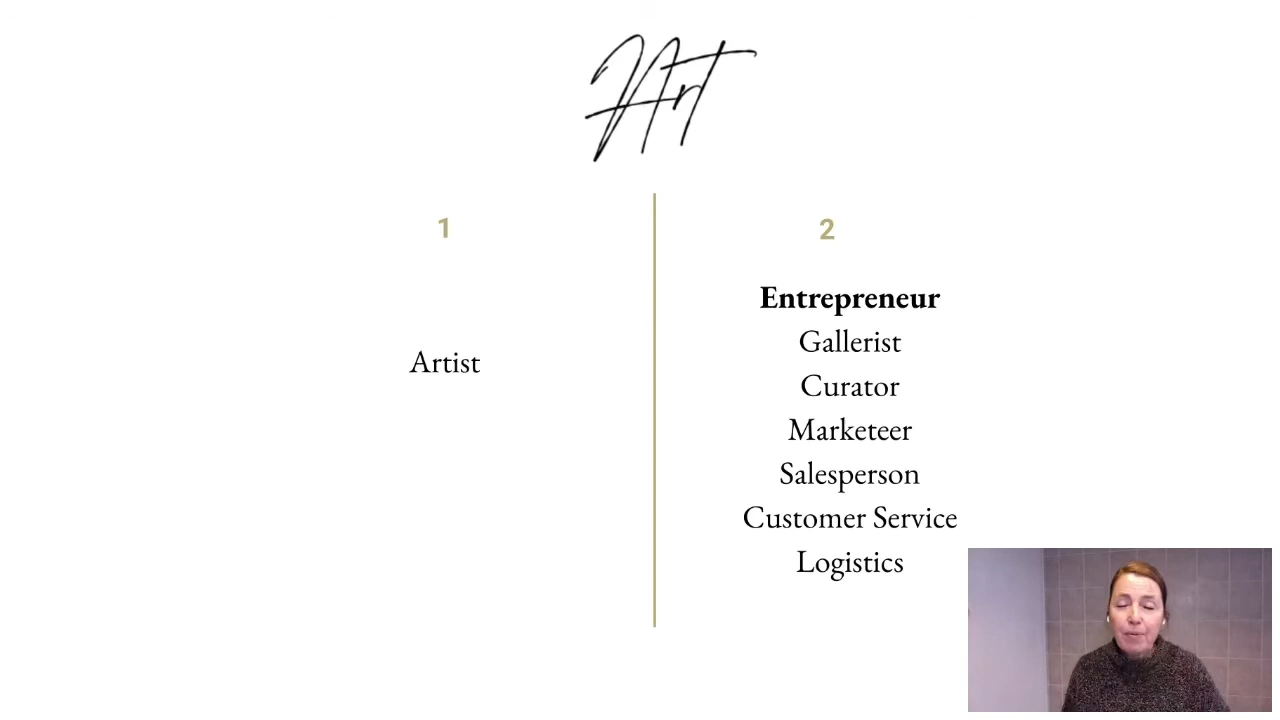 Art
1
Artist
2
Entrepreneur
Gallerist
Curator
Marketeer
Salesperson
Customer Service
Logistics